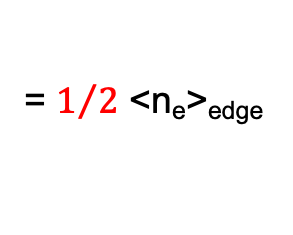 = 1/2 <nₑ>edge